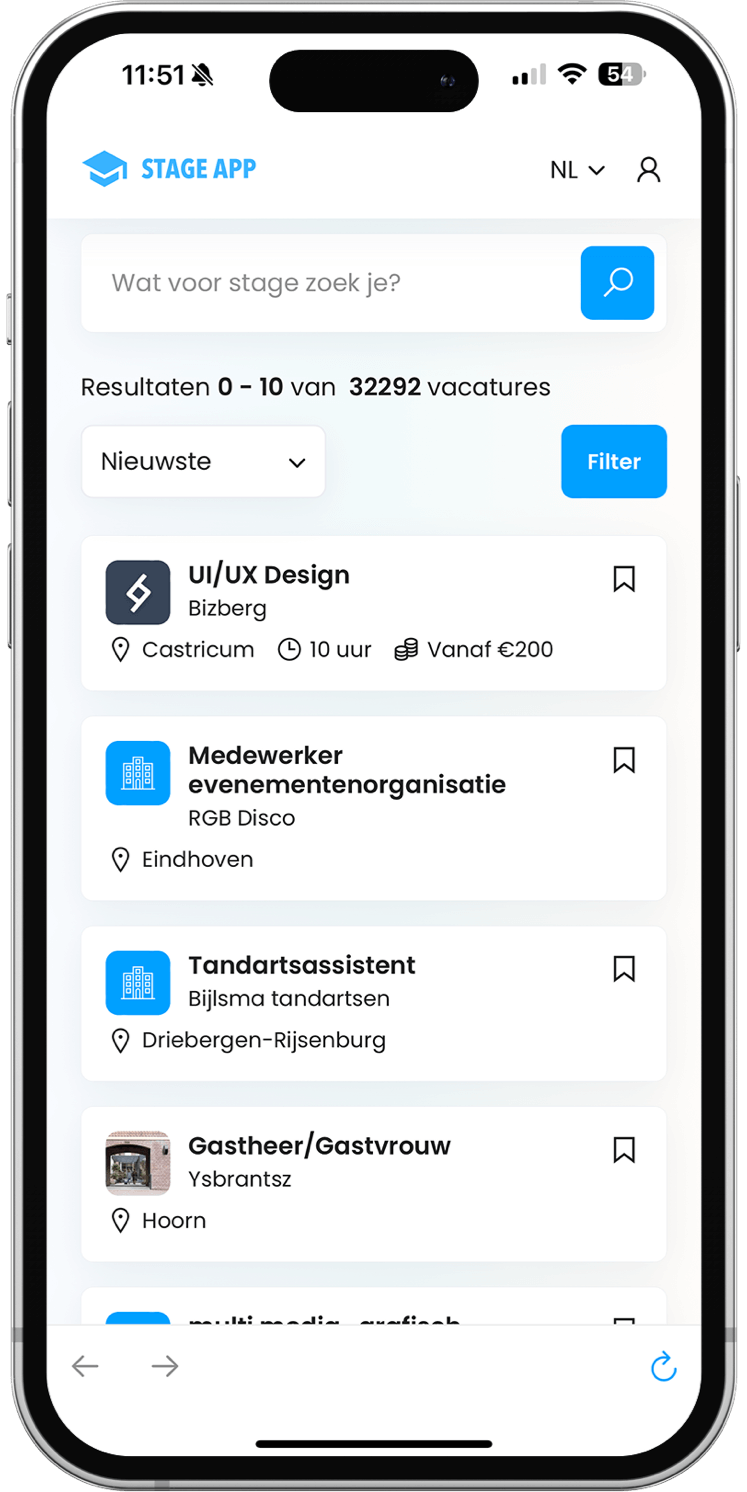 11:51
54
STAGE APP
NL
Wat voor stage zoek je?
Resultaten 0 - 10 van 32292 vacatures
Nieuwste
Filter
UI/UX Design
Bizberg
Castricum 10 uur Vanaf €200
Medewerker
evenementenorganisatie
RGB Disco
Eindhoven
Tandartsassistent
Bijlsma tandartsen
Driebergen-Rijsenburg
Gastheer/Gastvrouw
Ysbrantsz
Hoorn